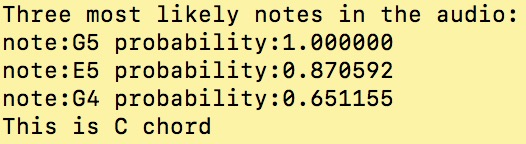 Three most likely notes in the audio:
note:G5 probability:1.000000
note:E5 probability:0.870592
note:G4 probability:0.651155
This is C chord